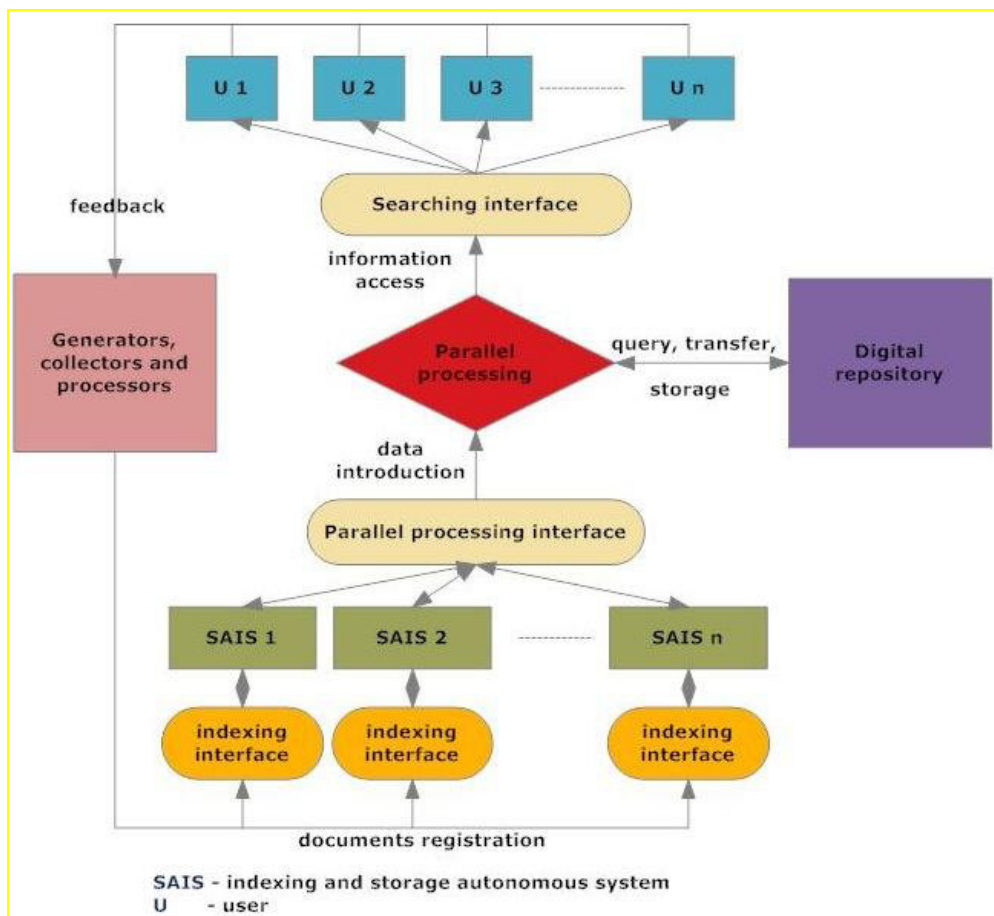 U 1
U 2
U 3
U n
feedback
Searching interface
information
access
Generators,
collectors and
processors
Parallel
processing
query, transfer,
storage
Digital
repository
data
introduction
Parallel processing interface
SAIS 1
SAIS 2
SAIS n
indexing
interface
indexing
interface
indexing
interface
documents registration
SAIS - indexing and storage autonomous system
U - user